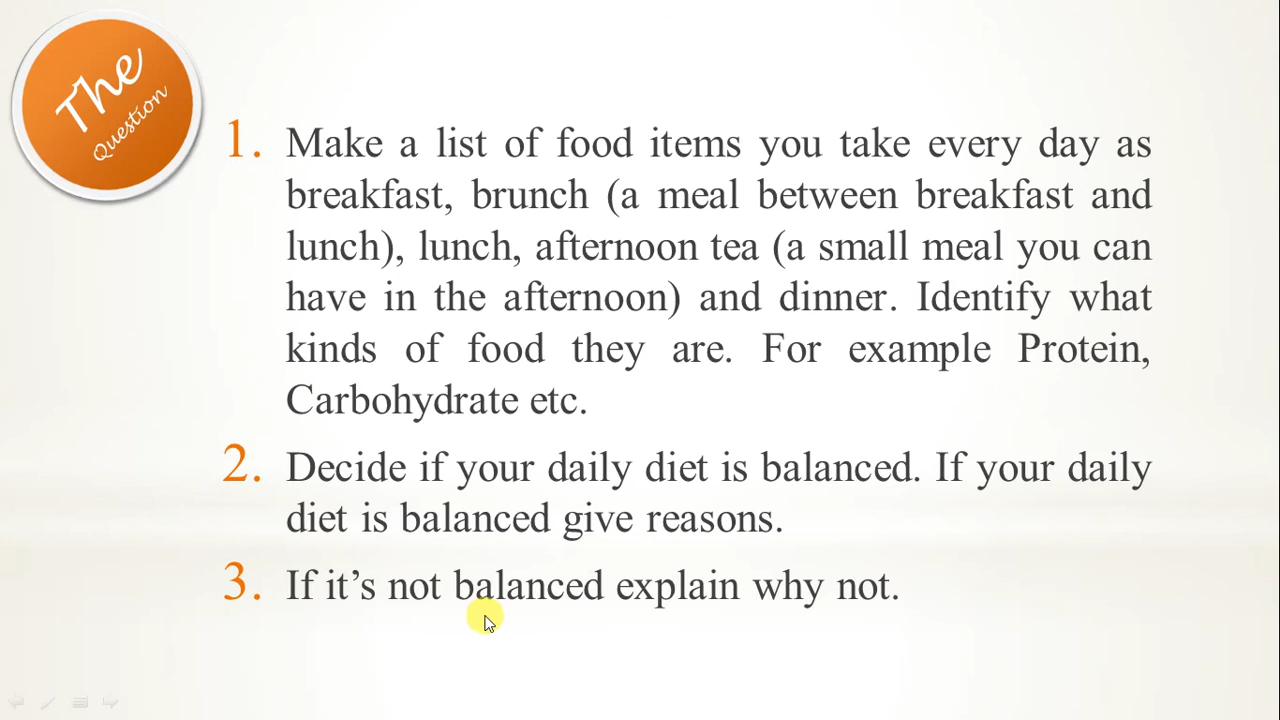 The
Question
1. Make a list of food items you take every day as
breakfast, brunch (a meal between breakfast and
lunch), lunch, afternoon tea (a small meal you can
have in the afternoon) and dinner. Identify what
kinds of food they are. For example Protein,
Carbohydrate etc.
2. Decide if your daily diet is balanced. If your daily
diet is balanced give reasons.
3. If it’s not balanced explain why not.